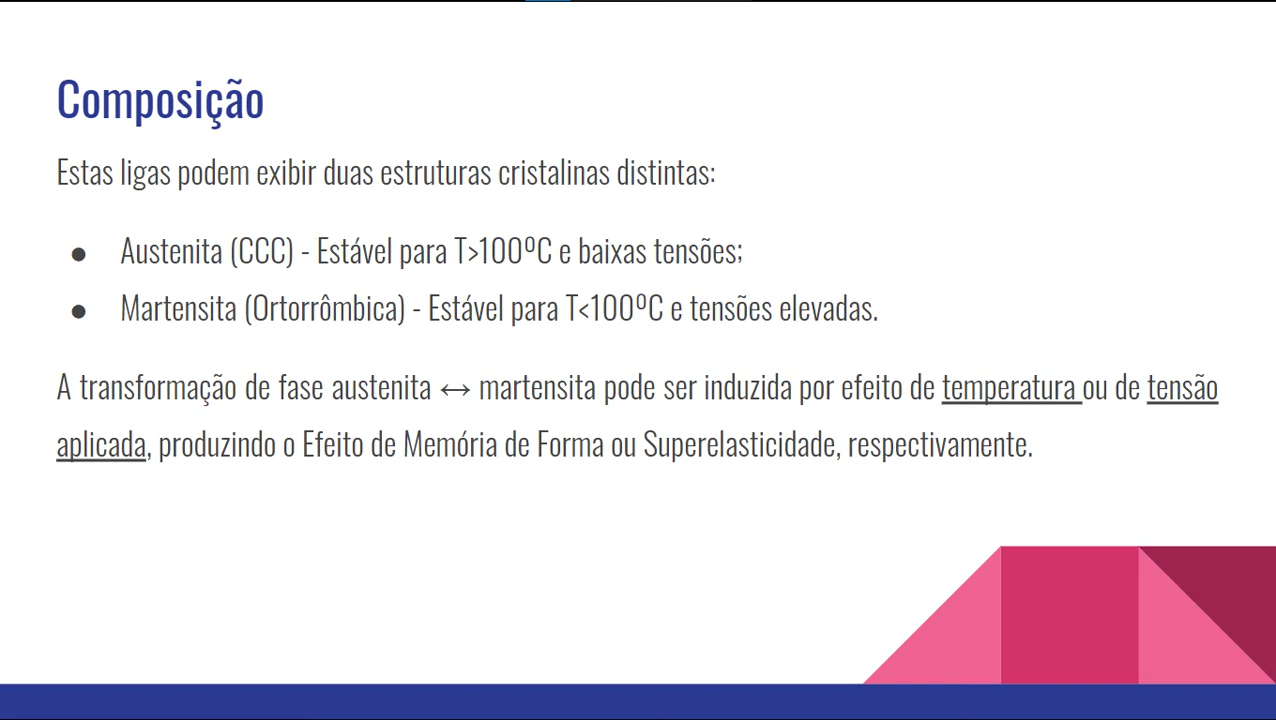 Composição
Estas ligas podem exibir duas estruturas cristalinas distintas:
● Austenita (CCC) - Estável para T>100ºC e baixas tensões;
● Martensita (Ortorrômbica) - Estável para T<100ºC e tensões elevadas.
A transformação de fase austenita ↔ martensita pode ser induzida por efeito de temperatura ou de tensão
aplicada, produzindo o Efeito de Memória de Forma ou Superelasticidade, respectivamente.